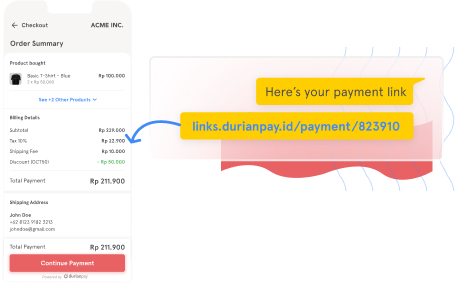 Checkout
ACME INC.
Order Summary
Product bought
Basic T-Shirt - Blue
Rp 100.000
2 x Rp 50.000
See +2 Other Products
Billing Details
Subtotal
Rp 229.000
Tax 10%
Rp 22.900
Shipping Fee
Rp 10.000
Discount (OCT50)
- Rp 50.000
Total Payment
Rp 211.900
Shipping Address
John Doe
+62 8123 9182 3213
johndoe@gmail.com
Total Payment
Rp 211.900
Continue Payment
Powered by durianpay
Here's your payment link
links.durianpay.id/payment/823910